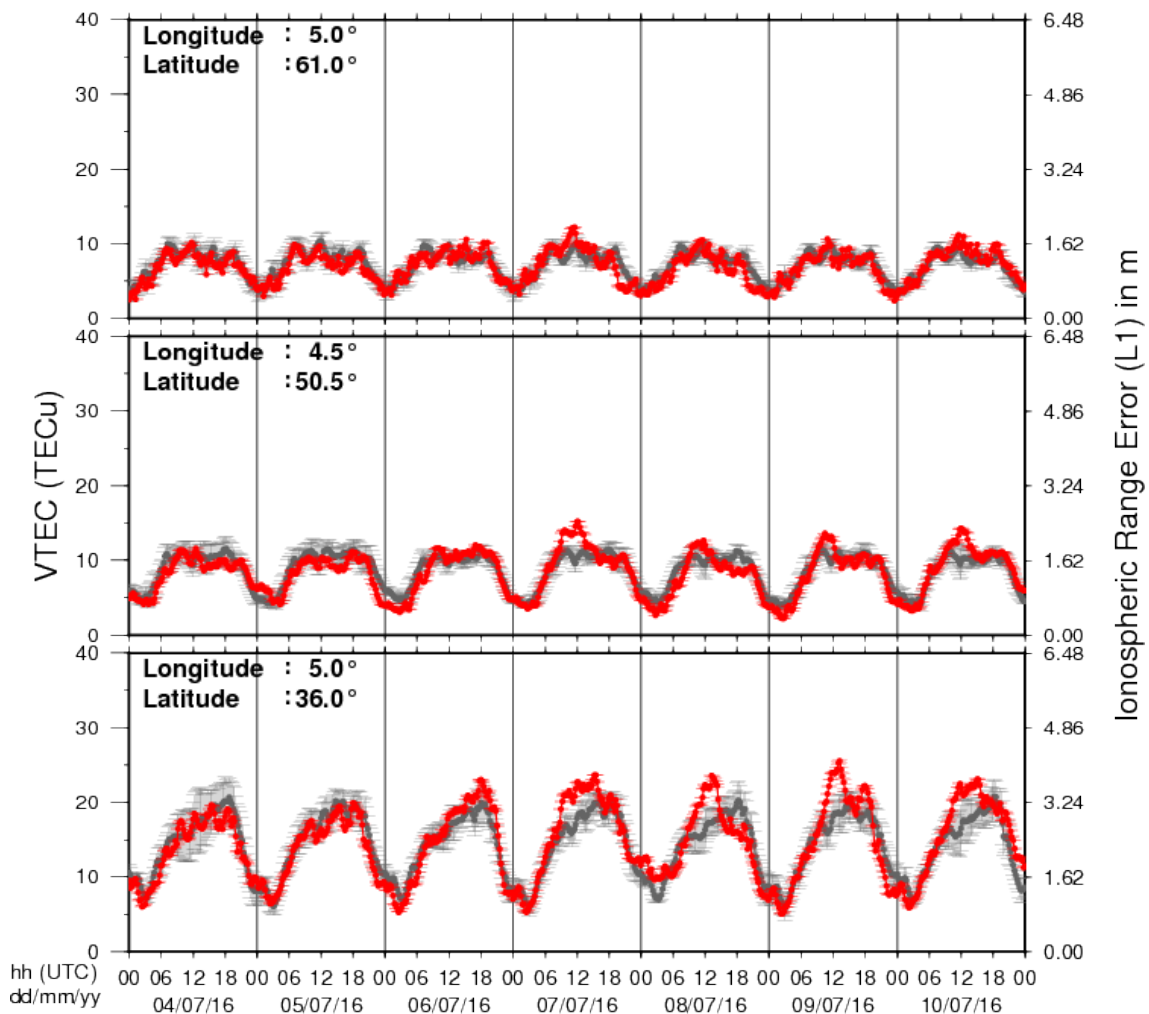 40
6.48
Longitude : 5.0°
Latitude :61.0°
30
4.86
20
3.24
10
1.62
0
0.00
40
6.48
Longitude : 4.5°
Latitude :50.5°
30
4.86
20
3.24
10
1.62
0
0.00
40
6.48
Longitude : 5.0°
Latitude :36.0°
30
4.86
20
3.24
10
1.62
0
0.00
VTEC (TECu)
Ionospheric Range Error (L1) in m
hh (UTC)
00 06 12 18 00 06 12 18 00 06 12 18 00 06 12 18 00 06 12 18 00 06 12 18 00 06 12 18 00
dd/mm/yy
04/07/16 05/07/16 06/07/16 07/07/16 08/07/16 09/07/16 10/07/16